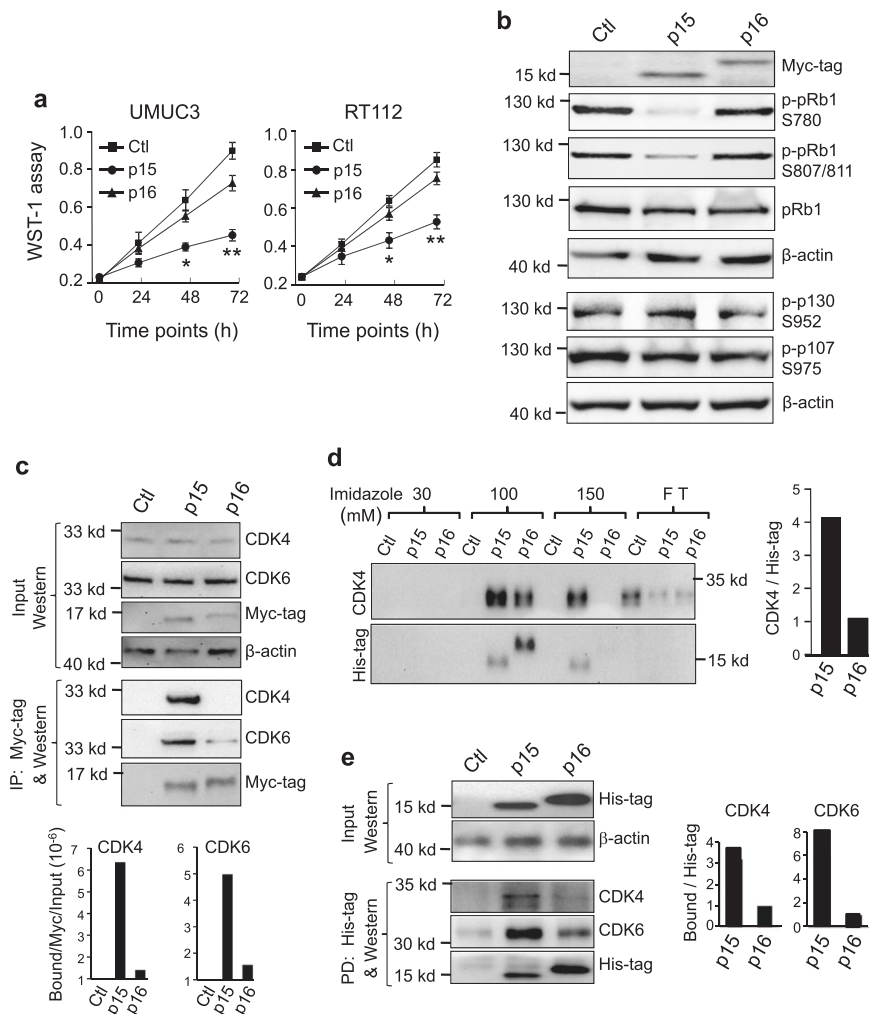 a
UMUC3
RT112
WST-1 assay
1.0
0.8
0.6
0.4
0.2
Ctl
p15
p16
*
**
0 24 48 72
Time points (h)
1.0
0.8
0.6
0.4
0.2
Ctl
p15
p16
*
**
0 24 48 72
Time points (h)
b
Ctl p15 p16
15 kd Myc-tag
130 kd p-pRb1
S780
130 kd p-pRb1
S807/811
130 kd pRb1
40 kd β-actin
130 kd p-p130
S952
130 kd p-p107
S975
40 kd β-actin
c
Ctl p15 p16
Input
Western
33 kd CDK4
33 kd CDK6
17 kd Myc-tag
40 kd β-actin
IP: Myc-tag
& Western
33 kd CDK4
33 kd CDK6
17 kd Myc-tag
Bound/Myc/Input (10⁻⁶)
CDK4
7
6
5
4
3
2
1
Ctl p15 p16
CDK6
6
5
4
3
2
1
Ctl p15 p16
d
Imidazole 30 100 150 F T
(mM)
Ctl p15 p16 Ctl p15 p16 Ctl p15 p16 Ctl p15 p16
CDK4 35 kd
His-tag 15 kd
CDK4 / His-tag
5
4
3
2
1
0
p15 p16
e
Ctl p15 p16
Input
Western
15 kd His-tag
40 kd β-actin
PD: His-tag
& Western
35 kd CDK4
30 kd CDK6
15 kd His-tag
Bound / His-tag
CDK4
4
3
2
1
0
p15 p16
CDK6
8
6
4
2
0
p15 p16